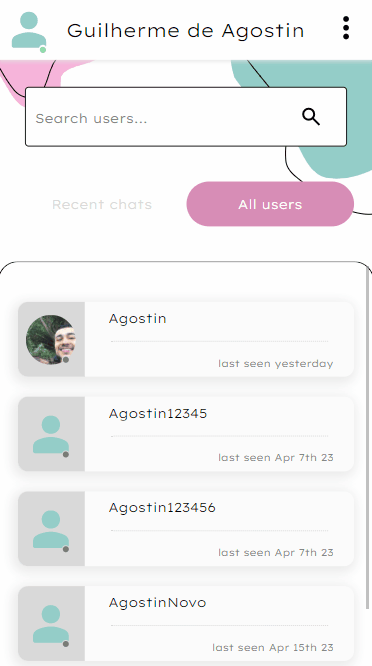 Guilherme de Agostin
Search users...
Recent chats
All users
Agostin
last seen yesterday
Agostin12345
last seen Apr 7th 23
Agostin123456
last seen Apr 7th 23
AgostinNovo
last seen Apr 15th 23